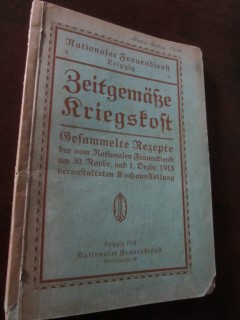 Nationaler Frauendienst
Leipzig
Zeitgemäße
Kriegskost
Gesammelte Rezepte
der vom Nationalen Frauendienst
am 30. Novbr. und 1. Dezbr. 1915
veranstalteten Kochausstellung
Leipzig 1915
Nationaler Frauendienst